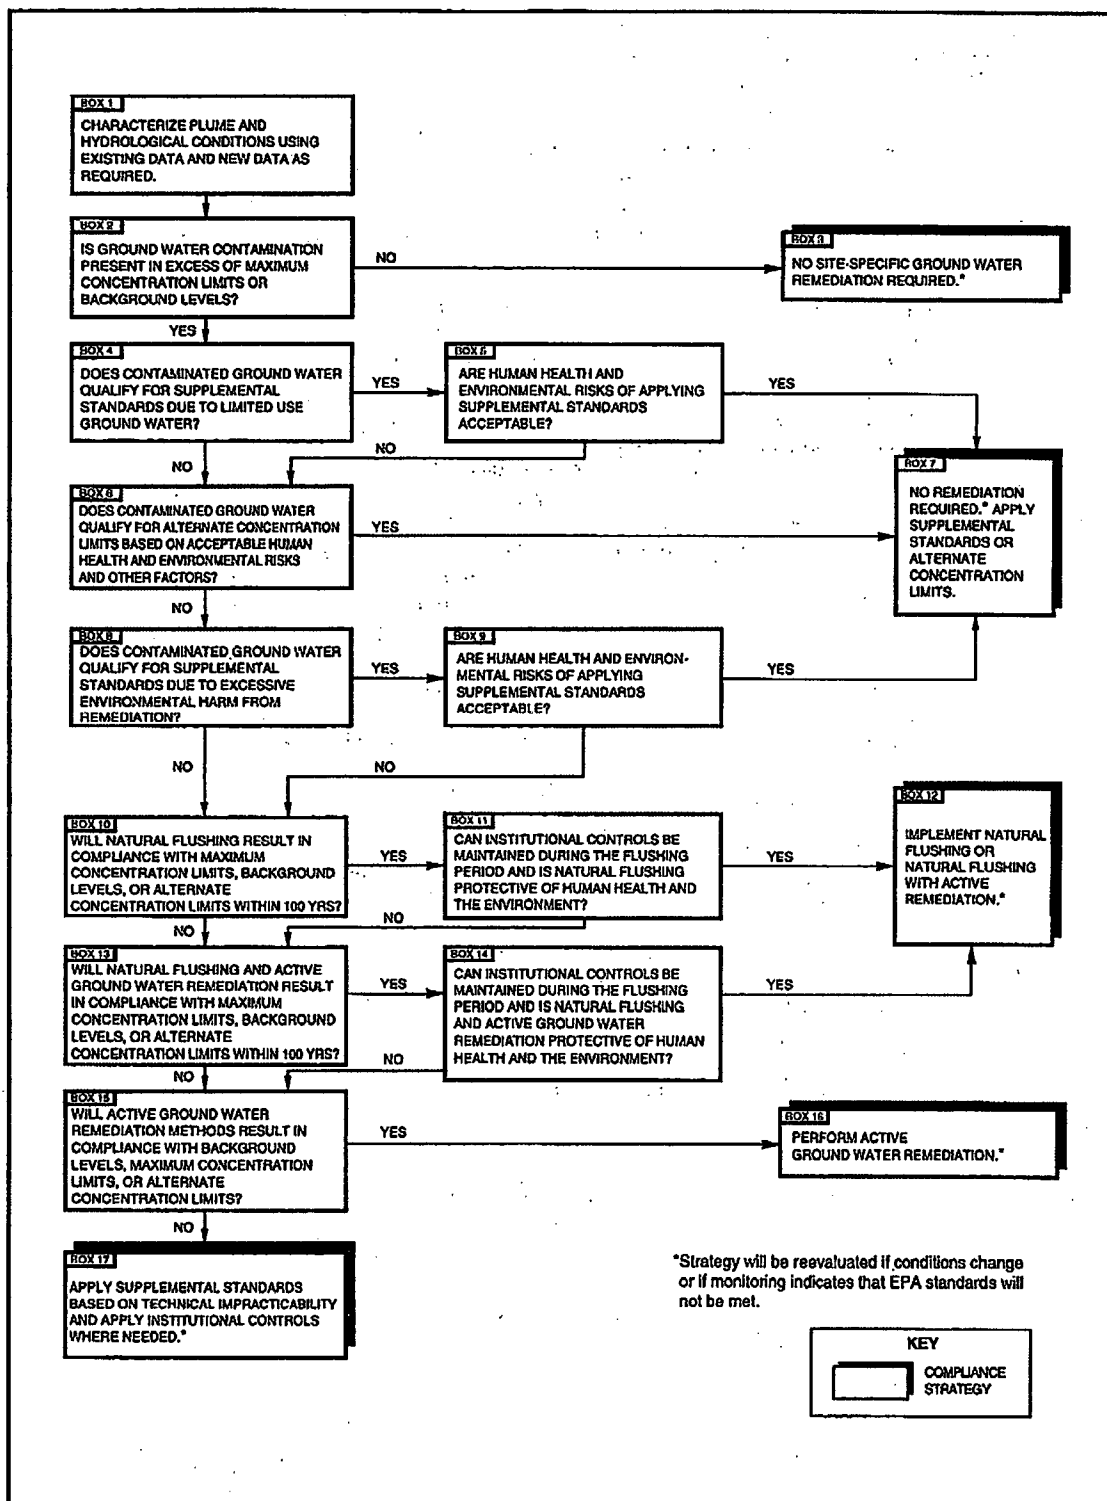 BOX 1
CHARACTERIZE PLUME AND
HYDROLOGICAL CONDITIONS USING
EXISTING DATA AND NEW DATA AS
REQUIRED.
BOX 2
IS GROUND WATER CONTAMINATION
PRESENT IN EXCESS OF MAXIMUM
CONCENTRATION LIMITS OR
BACKGROUND LEVELS?
NO
BOX 3
NO SITE-SPECIFIC GROUND WATER
REMEDIATION REQUIRED.*
YES
BOX 4
DOES CONTAMINATED GROUND WATER
QUALIFY FOR SUPPLEMENTAL
STANDARDS DUE TO LIMITED USE
GROUND WATER?
YES
BOX 5
ARE HUMAN HEALTH AND
ENVIRONMENTAL RISKS OF APPLYING
SUPPLEMENTAL STANDARDS
ACCEPTABLE?
YES
NO
NO
BOX 6
DOES CONTAMINATED GROUND WATER
QUALIFY FOR ALTERNATE CONCENTRATION
LIMITS BASED ON ACCEPTABLE HUMAN
HEALTH AND ENVIRONMENTAL RISKS
AND OTHER FACTORS?
YES
BOX 7
NO REMEDIATION
REQUIRED.* APPLY
SUPPLEMENTAL
STANDARDS OR
ALTERNATE
CONCENTRATION
LIMITS.
NO
BOX 8
DOES CONTAMINATED GROUND WATER
QUALIFY FOR SUPPLEMENTAL
STANDARDS DUE TO EXCESSIVE
ENVIRONMENTAL HARM FROM
REMEDIATION?
YES
BOX 9
ARE HUMAN HEALTH AND ENVIRON-
MENTAL RISKS OF APPLYING
SUPPLEMENTAL STANDARDS
ACCEPTABLE?
YES
NO
NO
BOX 10
WILL NATURAL FLUSHING RESULT IN
COMPLIANCE WITH MAXIMUM
CONCENTRATION LIMITS, BACKGROUND
LEVELS, OR ALTERNATE
CONCENTRATION LIMITS WITHIN 100 YRS?
YES
BOX 11
CAN INSTITUTIONAL CONTROLS BE
MAINTAINED DURING THE FLUSHING
PERIOD AND IS NATURAL FLUSHING
PROTECTIVE OF HUMAN HEALTH AND
THE ENVIRONMENT?
YES
BOX 12
IMPLEMENT NATURAL
FLUSHING OR
NATURAL FLUSHING
WITH ACTIVE
REMEDIATION.*
NO
NO
BOX 13
WILL NATURAL FLUSHING AND ACTIVE
GROUND WATER REMEDIATION RESULT
IN COMPLIANCE WITH MAXIMUM
CONCENTRATION LIMITS, BACKGROUND
LEVELS, OR ALTERNATE
CONCENTRATION LIMITS WITHIN 100 YRS?
YES
BOX 14
CAN INSTITUTIONAL CONTROLS BE
MAINTAINED DURING THE FLUSHING
PERIOD AND IS NATURAL FLUSHING
AND ACTIVE GROUND WATER
REMEDIATION PROTECTIVE OF HUMAN
HEALTH AND THE ENVIRONMENT?
YES
NO
NO
BOX 15
WILL ACTIVE GROUND WATER
REMEDIATION METHODS RESULT IN
COMPLIANCE WITH BACKGROUND
LEVELS, MAXIMUM CONCENTRATION
LIMITS, OR ALTERNATE
CONCENTRATION LIMITS?
YES
BOX 16
PERFORM ACTIVE
GROUND WATER REMEDIATION.*
NO
BOX 17
APPLY SUPPLEMENTAL STANDARDS
BASED ON TECHNICAL IMPRACTICABILITY
AND APPLY INSTITUTIONAL CONTROLS
WHERE NEEDED.*
*Strategy will be reevaluated if conditions change
or if monitoring indicates that EPA standards will
not be met.
KEY
COMPLIANCE
STRATEGY